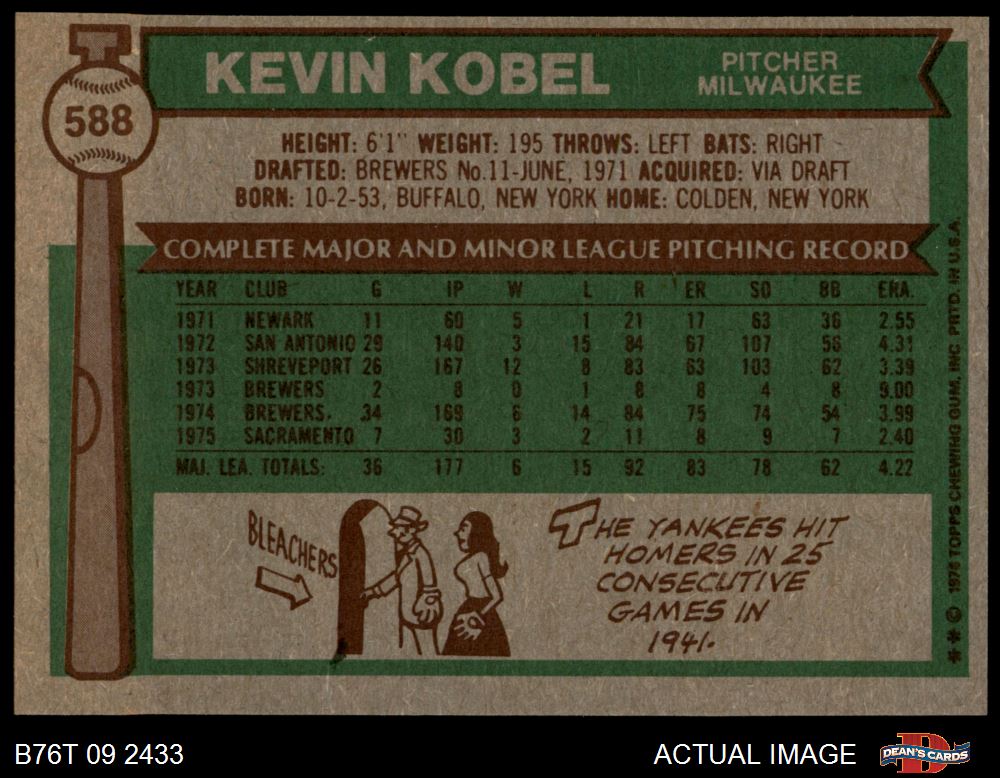 KEVIN KOBEL
PITCHER
MILWAUKEE
588
HEIGHT: 6'1" WEIGHT: 195 THROWS: LEFT BATS: RIGHT
DRAFTED: BREWERS No.11-JUNE, 1971 ACQUIRED: VIA DRAFT
BORN: 10-2-53, BUFFALO, NEW YORK HOME: COLDEN, NEW YORK
COMPLETE MAJOR AND MINOR LEAGUE PITCHING RECORD
YEAR CLUB G IP W L R ER SO BB ERA.
1971 NEWARK 11 60 5 1 21 17 63 36 2.55
1972 SAN ANTONIO 29 140 3 15 84 67 107 56 4.31
1973 SHREVEPORT 26 167 12 8 83 63 103 62 3.39
1973 BREWERS 2 8 0 1 8 8 4 8 9.00
1974 BREWERS. 34 169 6 14 84 75 74 54 3.99
1975 SACRAMENTO 7 30 3 2 11 8 9 7 2.40
MAJ. LEA. TOTALS: 36 177 6 15 92 83 78 62 4.22
BLEACHERS
THE YANKEES HIT
HOMERS IN 25
CONSECUTIVE
GAMES IN
1941.
** © 1976 TOPPS CHEWING GUM, INC. PRTD. IN U.S.A.
B76T 09 2433
ACTUAL IMAGE
DEAN'S CARDS